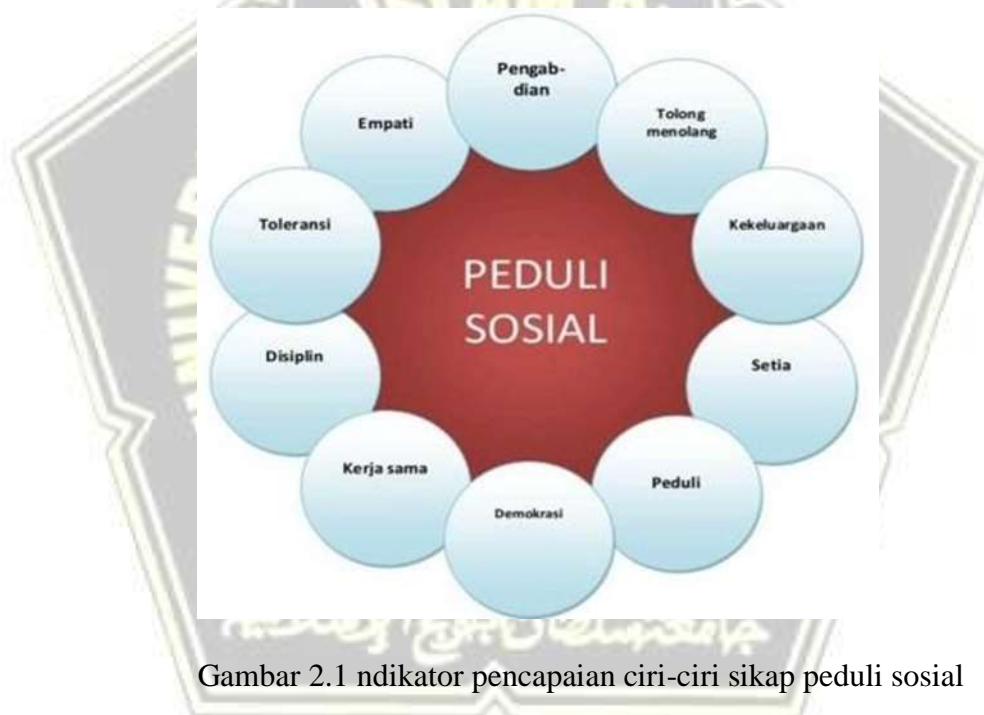 Pengab-
dian
Tolong
menolang
Kekeluargaan
Setia
Peduli
Demokrasi
Kerja sama
Disiplin
Toleransi
Empati
PEDULI
SOSIAL
Gambar 2.1 ndikator pencapaian ciri-ciri sikap peduli sosial